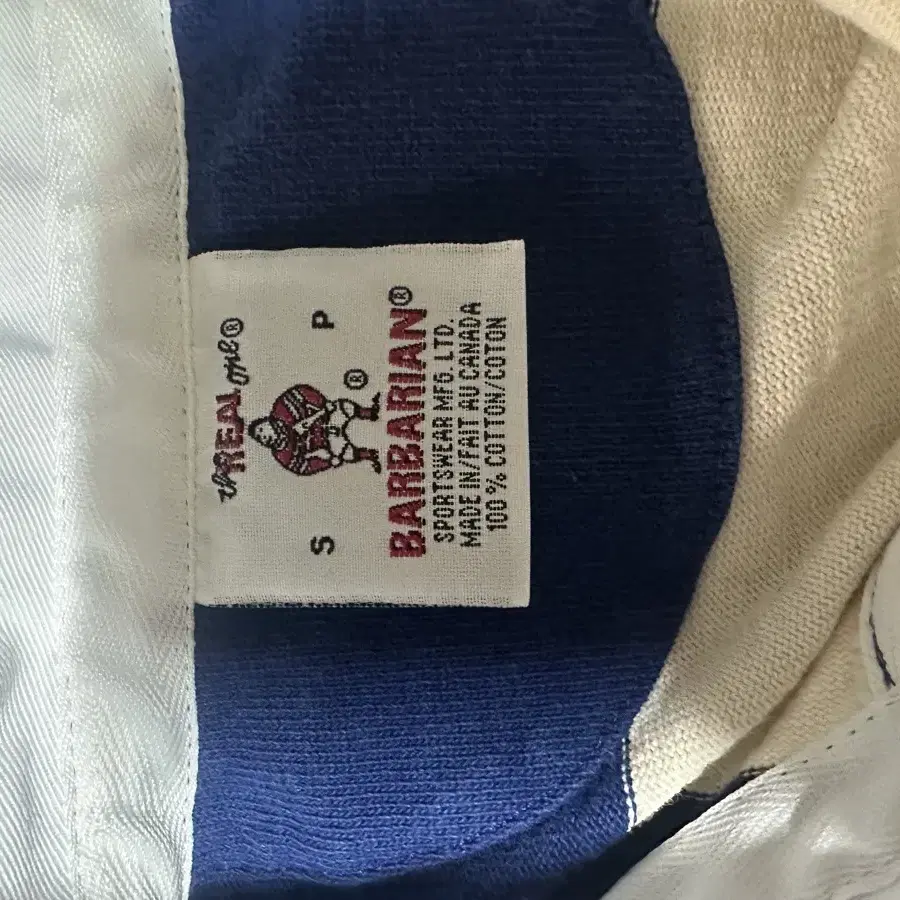 the REAL one®
S P
®
BARBARIAN®
SPORTSWEAR MFG. LTD.
MADE IN/FAIT AU CANADA
100 % COTTON/COTON